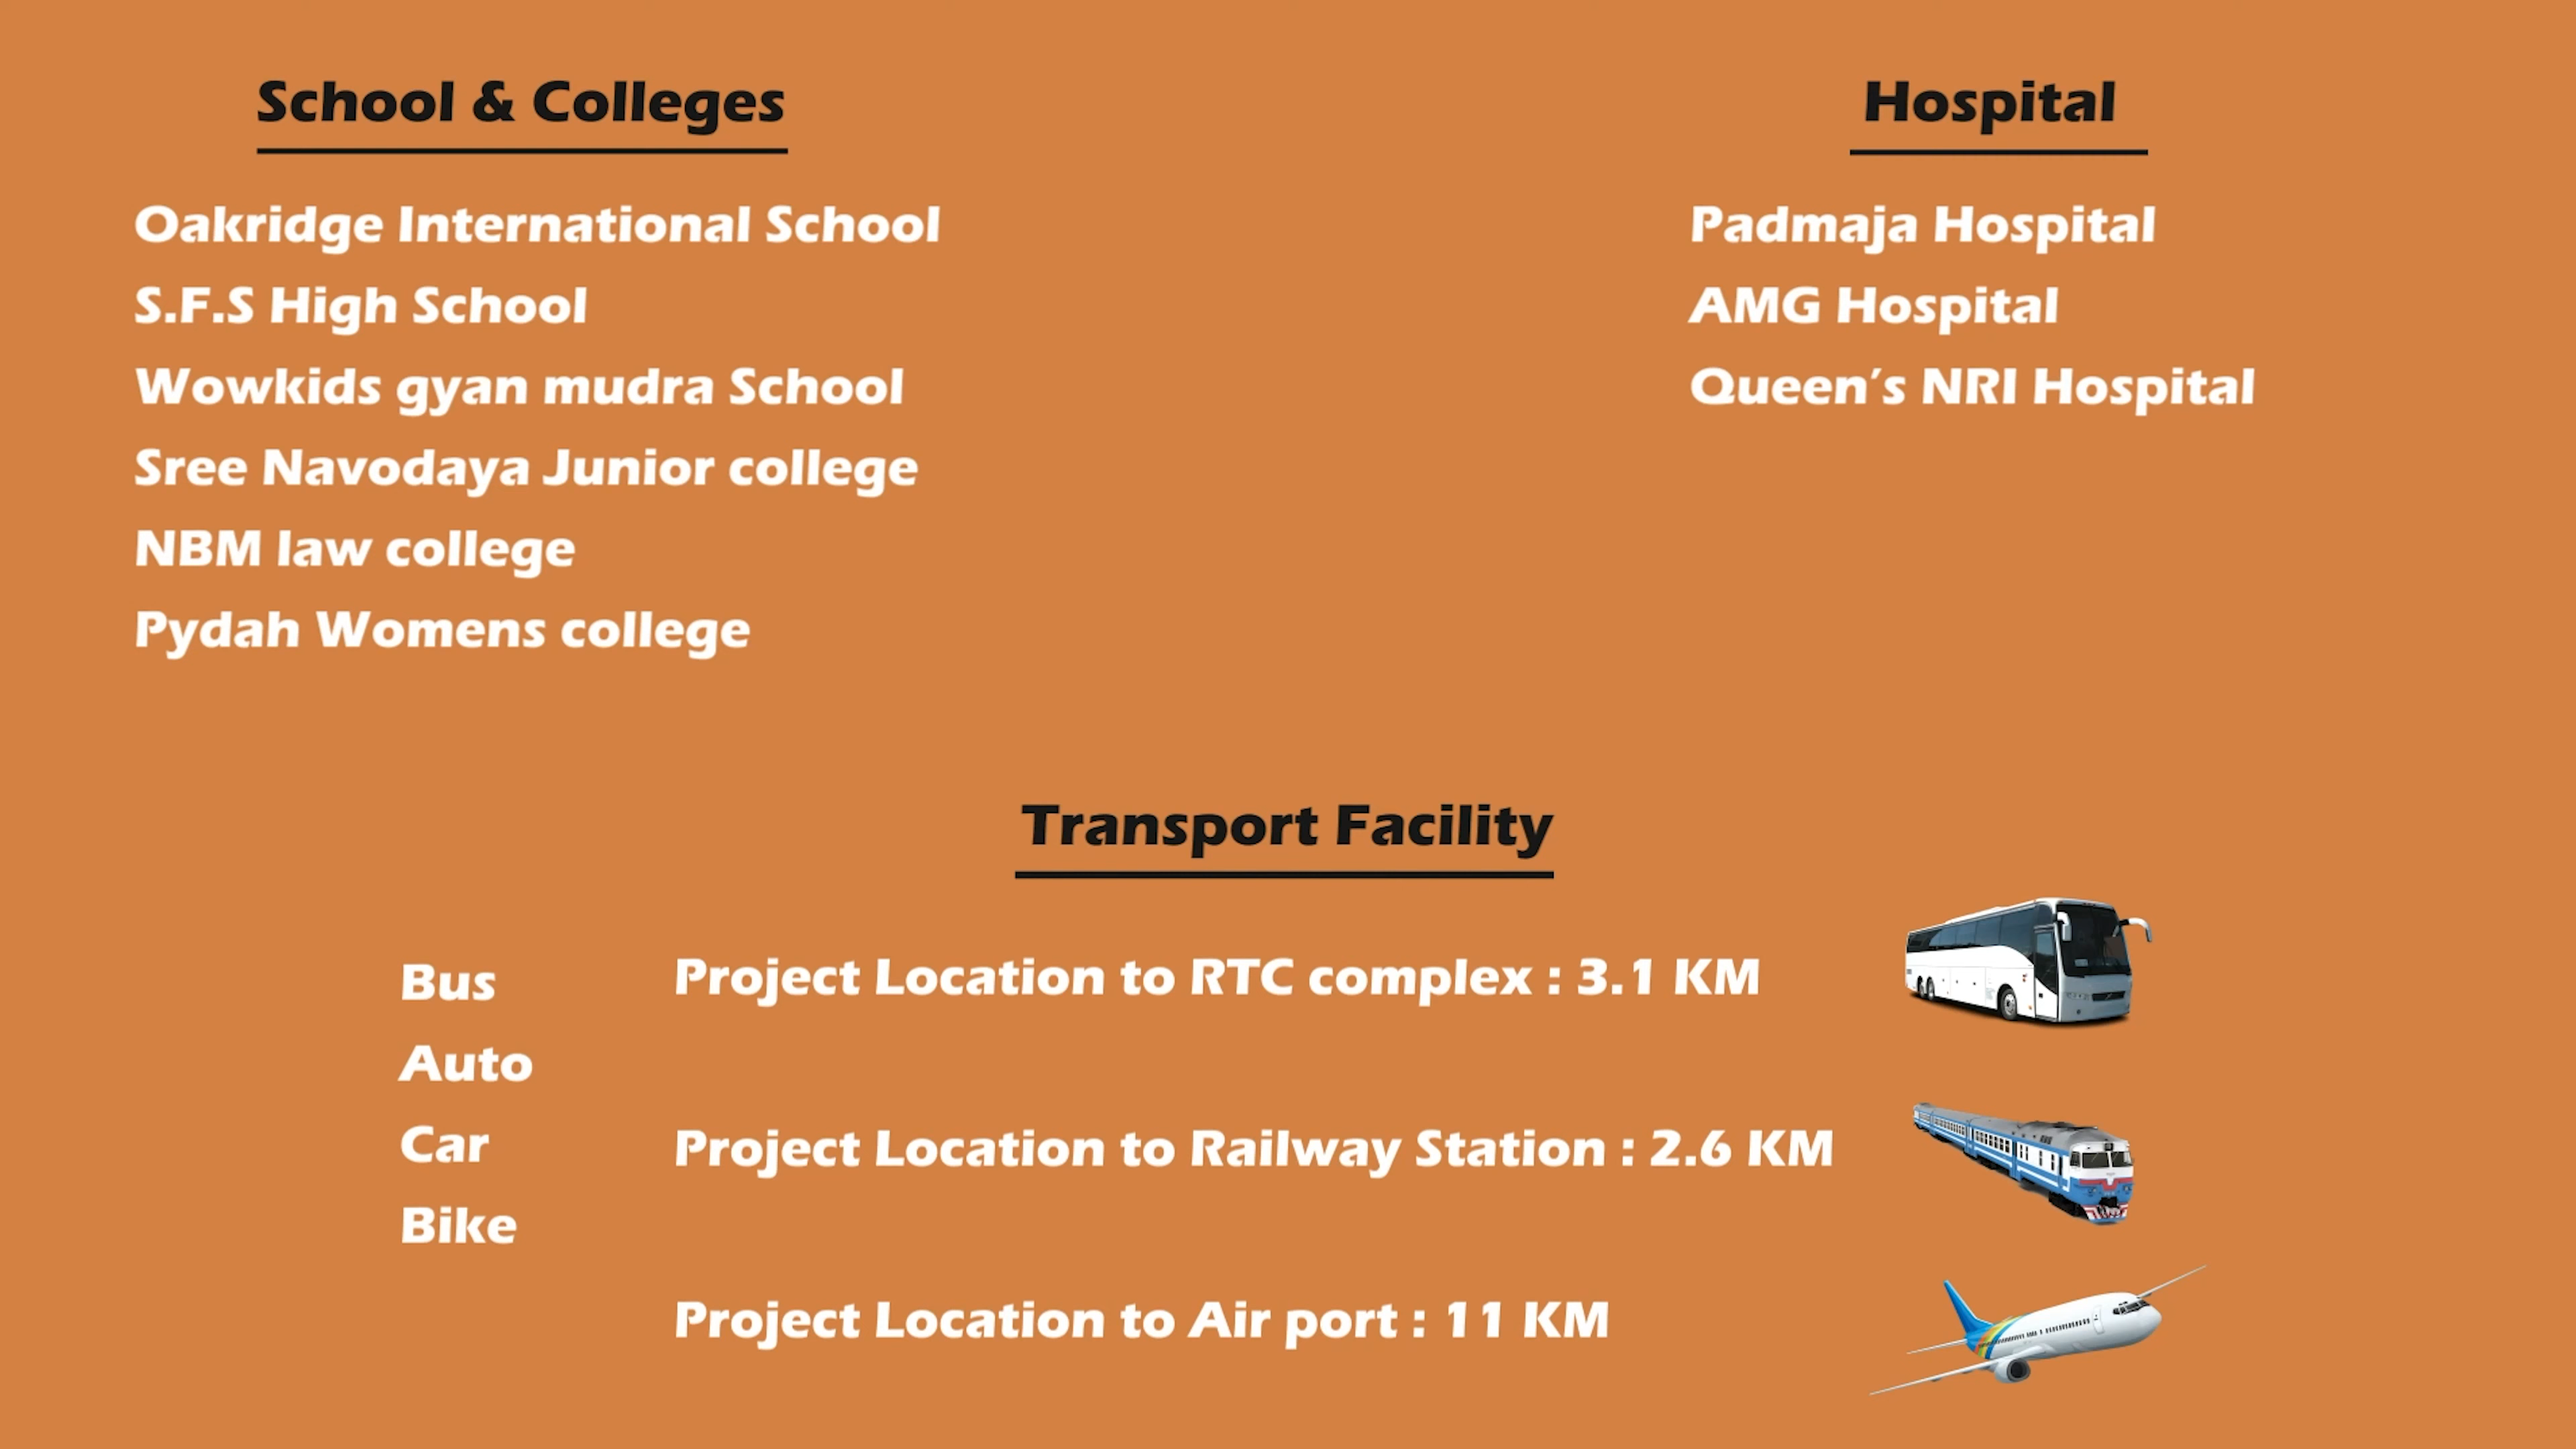 School & Colleges
Oakridge International School
S.F.S High School
Wowkids gyan mudra School
Sree Navodaya Junior college
NBM law college
Pydah Womens college
Hospital
Padmaja Hospital
AMG Hospital
Queen’s NRI Hospital
Transport Facility
Bus
Auto
Car
Bike
Project Location to RTC complex : 3.1 KM
Project Location to Railway Station : 2.6 KM
Project Location to Air port : 11 KM